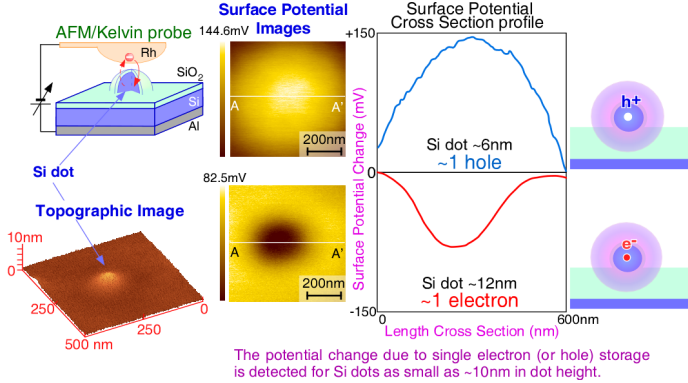 AFM/Kelvin probe
Rh
SiO2
Si
Al
Si dot
Topographic Image
10nm
0
250
500 nm
250
0
Surface Potential
Images
144.6mV
A
A'
200nm
82.5mV
A
A'
200nm
Surface Potential
Cross Section profile
+150
0
-150
Surface Potential Change (mV)
Si dot ~6nm
~1 hole
Si dot ~12nm
~1 electron
0
600nm
Length Cross Section (nm)
h+
e-
The potential change due to single electron (or hole) storage
is detected for Si dots as small as ~10nm in dot height.